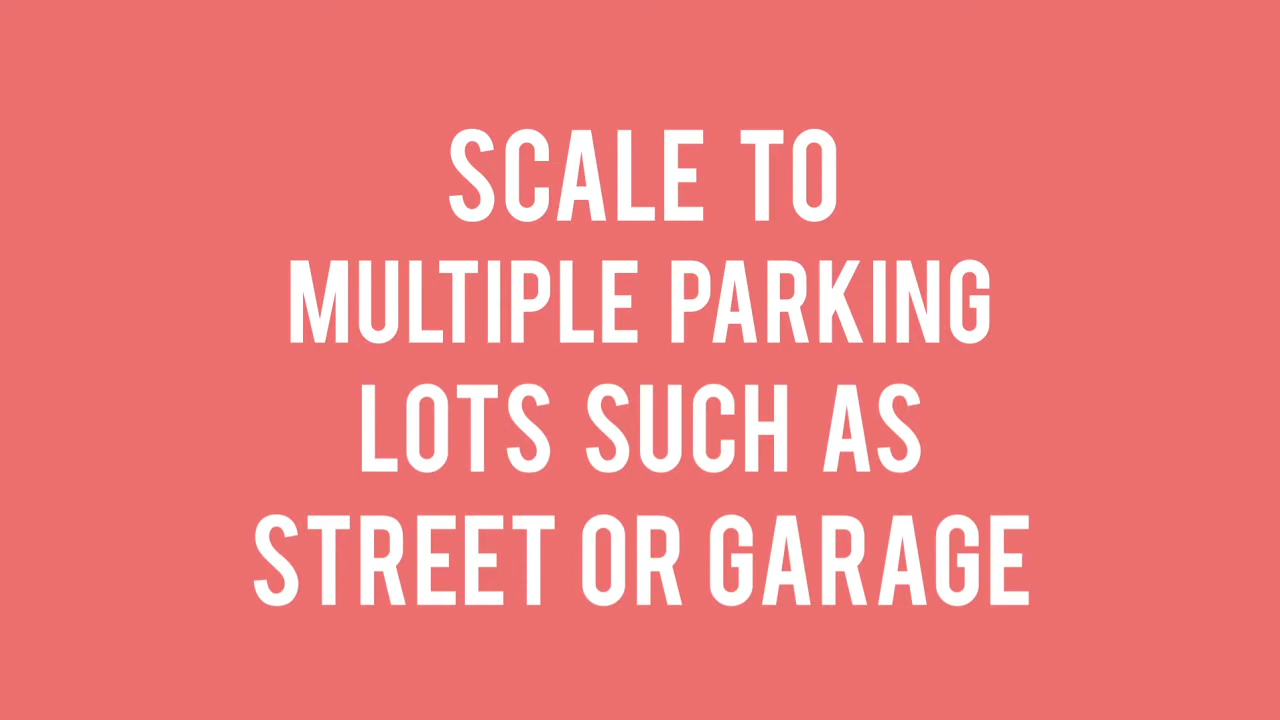 SCALE TO
MULTIPLE PARKING
LOTS SUCH AS
STREET OR GARAGE